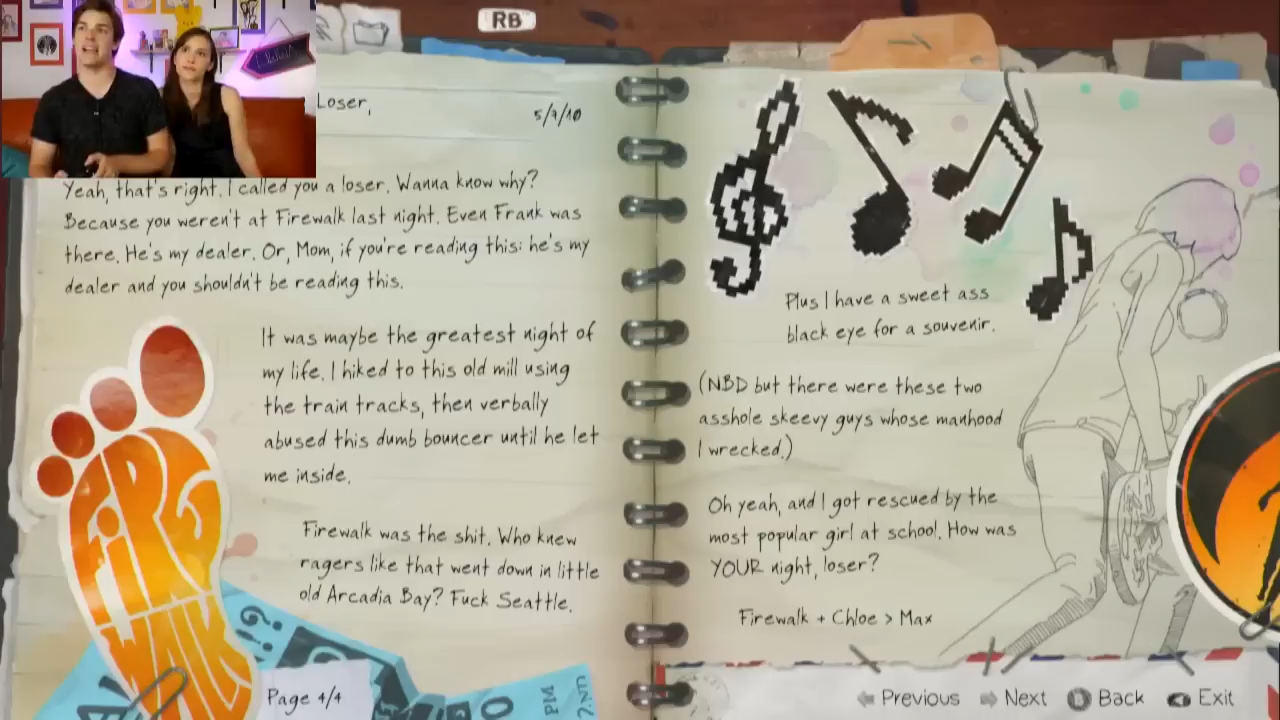 RB
Loser,
5/7/10
Yeah, that's right. I called you a loser. Wanna know why?
Because you weren't at Firewalk last night. Even Frank was
there. He's my dealer. Or, Mom, if you're reading this: he's my
dealer and you shouldn't be reading this.
It was maybe the greatest night of
my life. I hiked to this old mill using
the train tracks, then verbally
abused this dumb bouncer until he let
me inside.
Firewalk was the shit. Who knew
ragers like that went down in little
old Arcadia Bay? Fuck Seattle.
FIRE
WALK
Page 4/4
PM
Plus I have a sweet ass
black eye for a souvenir.
(NBD but there were these two
asshole skeevy guys whose manhood
I wrecked.)
Oh yeah, and I got rescued by the
most popular girl at school. How was
YOUR night, loser?
Firewalk + Chloe > Max
Previous Next Back Exit